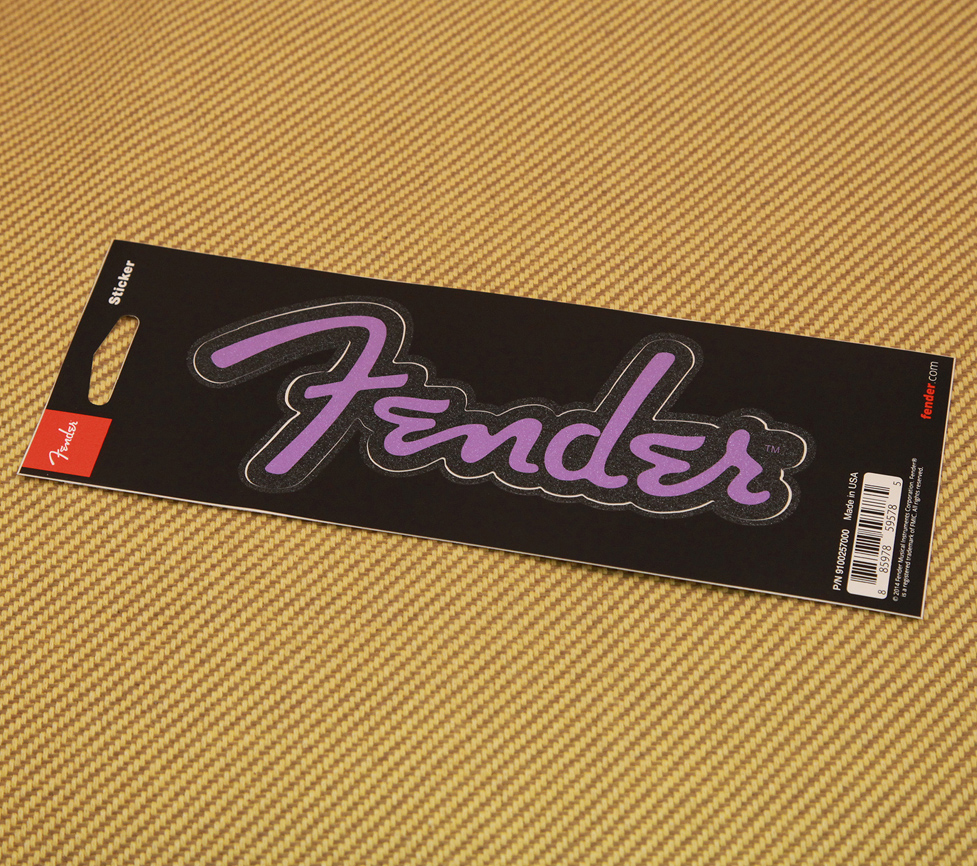 Sticker
Fender
Fender
TM
fender.com
P/N 9100257000 Made in USA
8 85978 59578 5
© 2014 Fender Musical Instruments Corporation. Fender®
is a registered trademark of FMIC. All rights reserved.